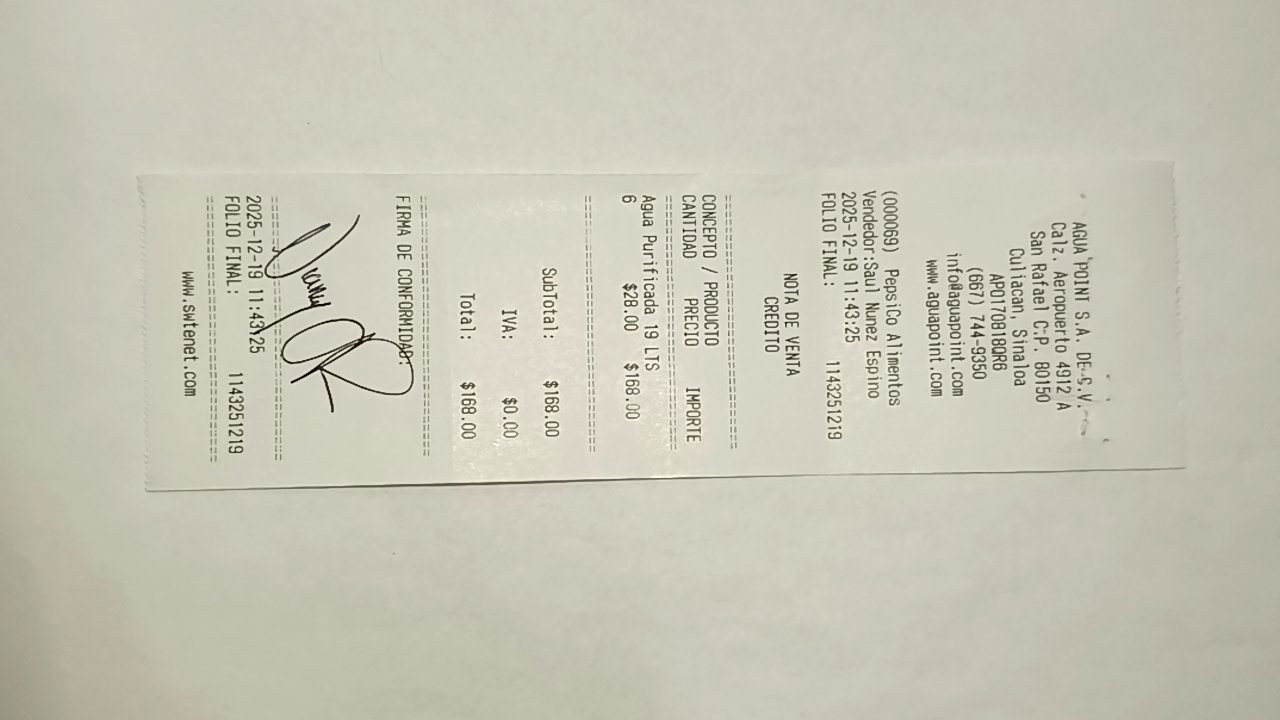 AGUA POINT S.A. DE C.V.
Calz. Aeropuerto 4912 A
San Rafael C.P. 80150
Culiacan, Sinaloa
APO170818QR6
(667) 744-9350
info@aguapoint.com
www.aguapoint.com
(000069) PepsiCo Alimentos
Vendedor:Saul Nunez Espino
2025-12-19 11:43:25
FOLIO FINAL: 1143251219
NOTA DE VENTA
CREDITO
================================
CONCEPTO / PRODUCTO
CANTIDAD PRECIO IMPORTE
================================
Agua Purificada 19 LTS
6 $28.00 $168.00
================================
SubTotal: $168.00
IVA: $0.00
Total: $168.00
================================
FIRMA DE CONFORMIDAD:
================================
2025-12-19 11:43:25
FOLIO FINAL: 1143251219
================================
www.swtenet.com